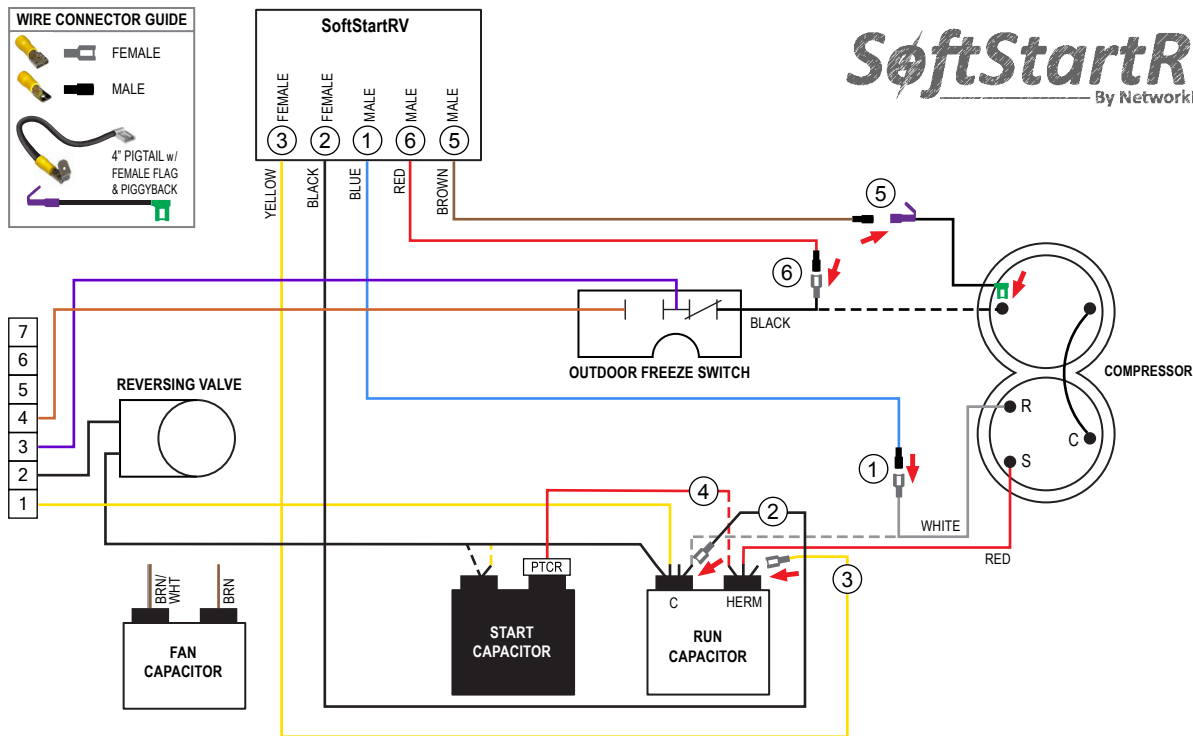 WIRE CONNECTOR GUIDE
FEMALE
MALE
4" PIGTAIL w/
FEMALE FLAG
& PIGGYBACK
SoftStartRV
FEMALE
FEMALE
MALE
MALE
MALE
3
2
1
6
5
YELLOW
BLACK
BLUE
RED
BROWN
SoftStartR
By Network
5
6
BLACK
OUTDOOR FREEZE SWITCH
COMPRESSOR
R
C
S
7
6
5
4
3
2
1
REVERSING VALVE
1
WHITE
RED
4
2
3
PTCR
BRN/
WHT
BRN
FAN
CAPACITOR
START
CAPACITOR
C
HERM
RUN
CAPACITOR